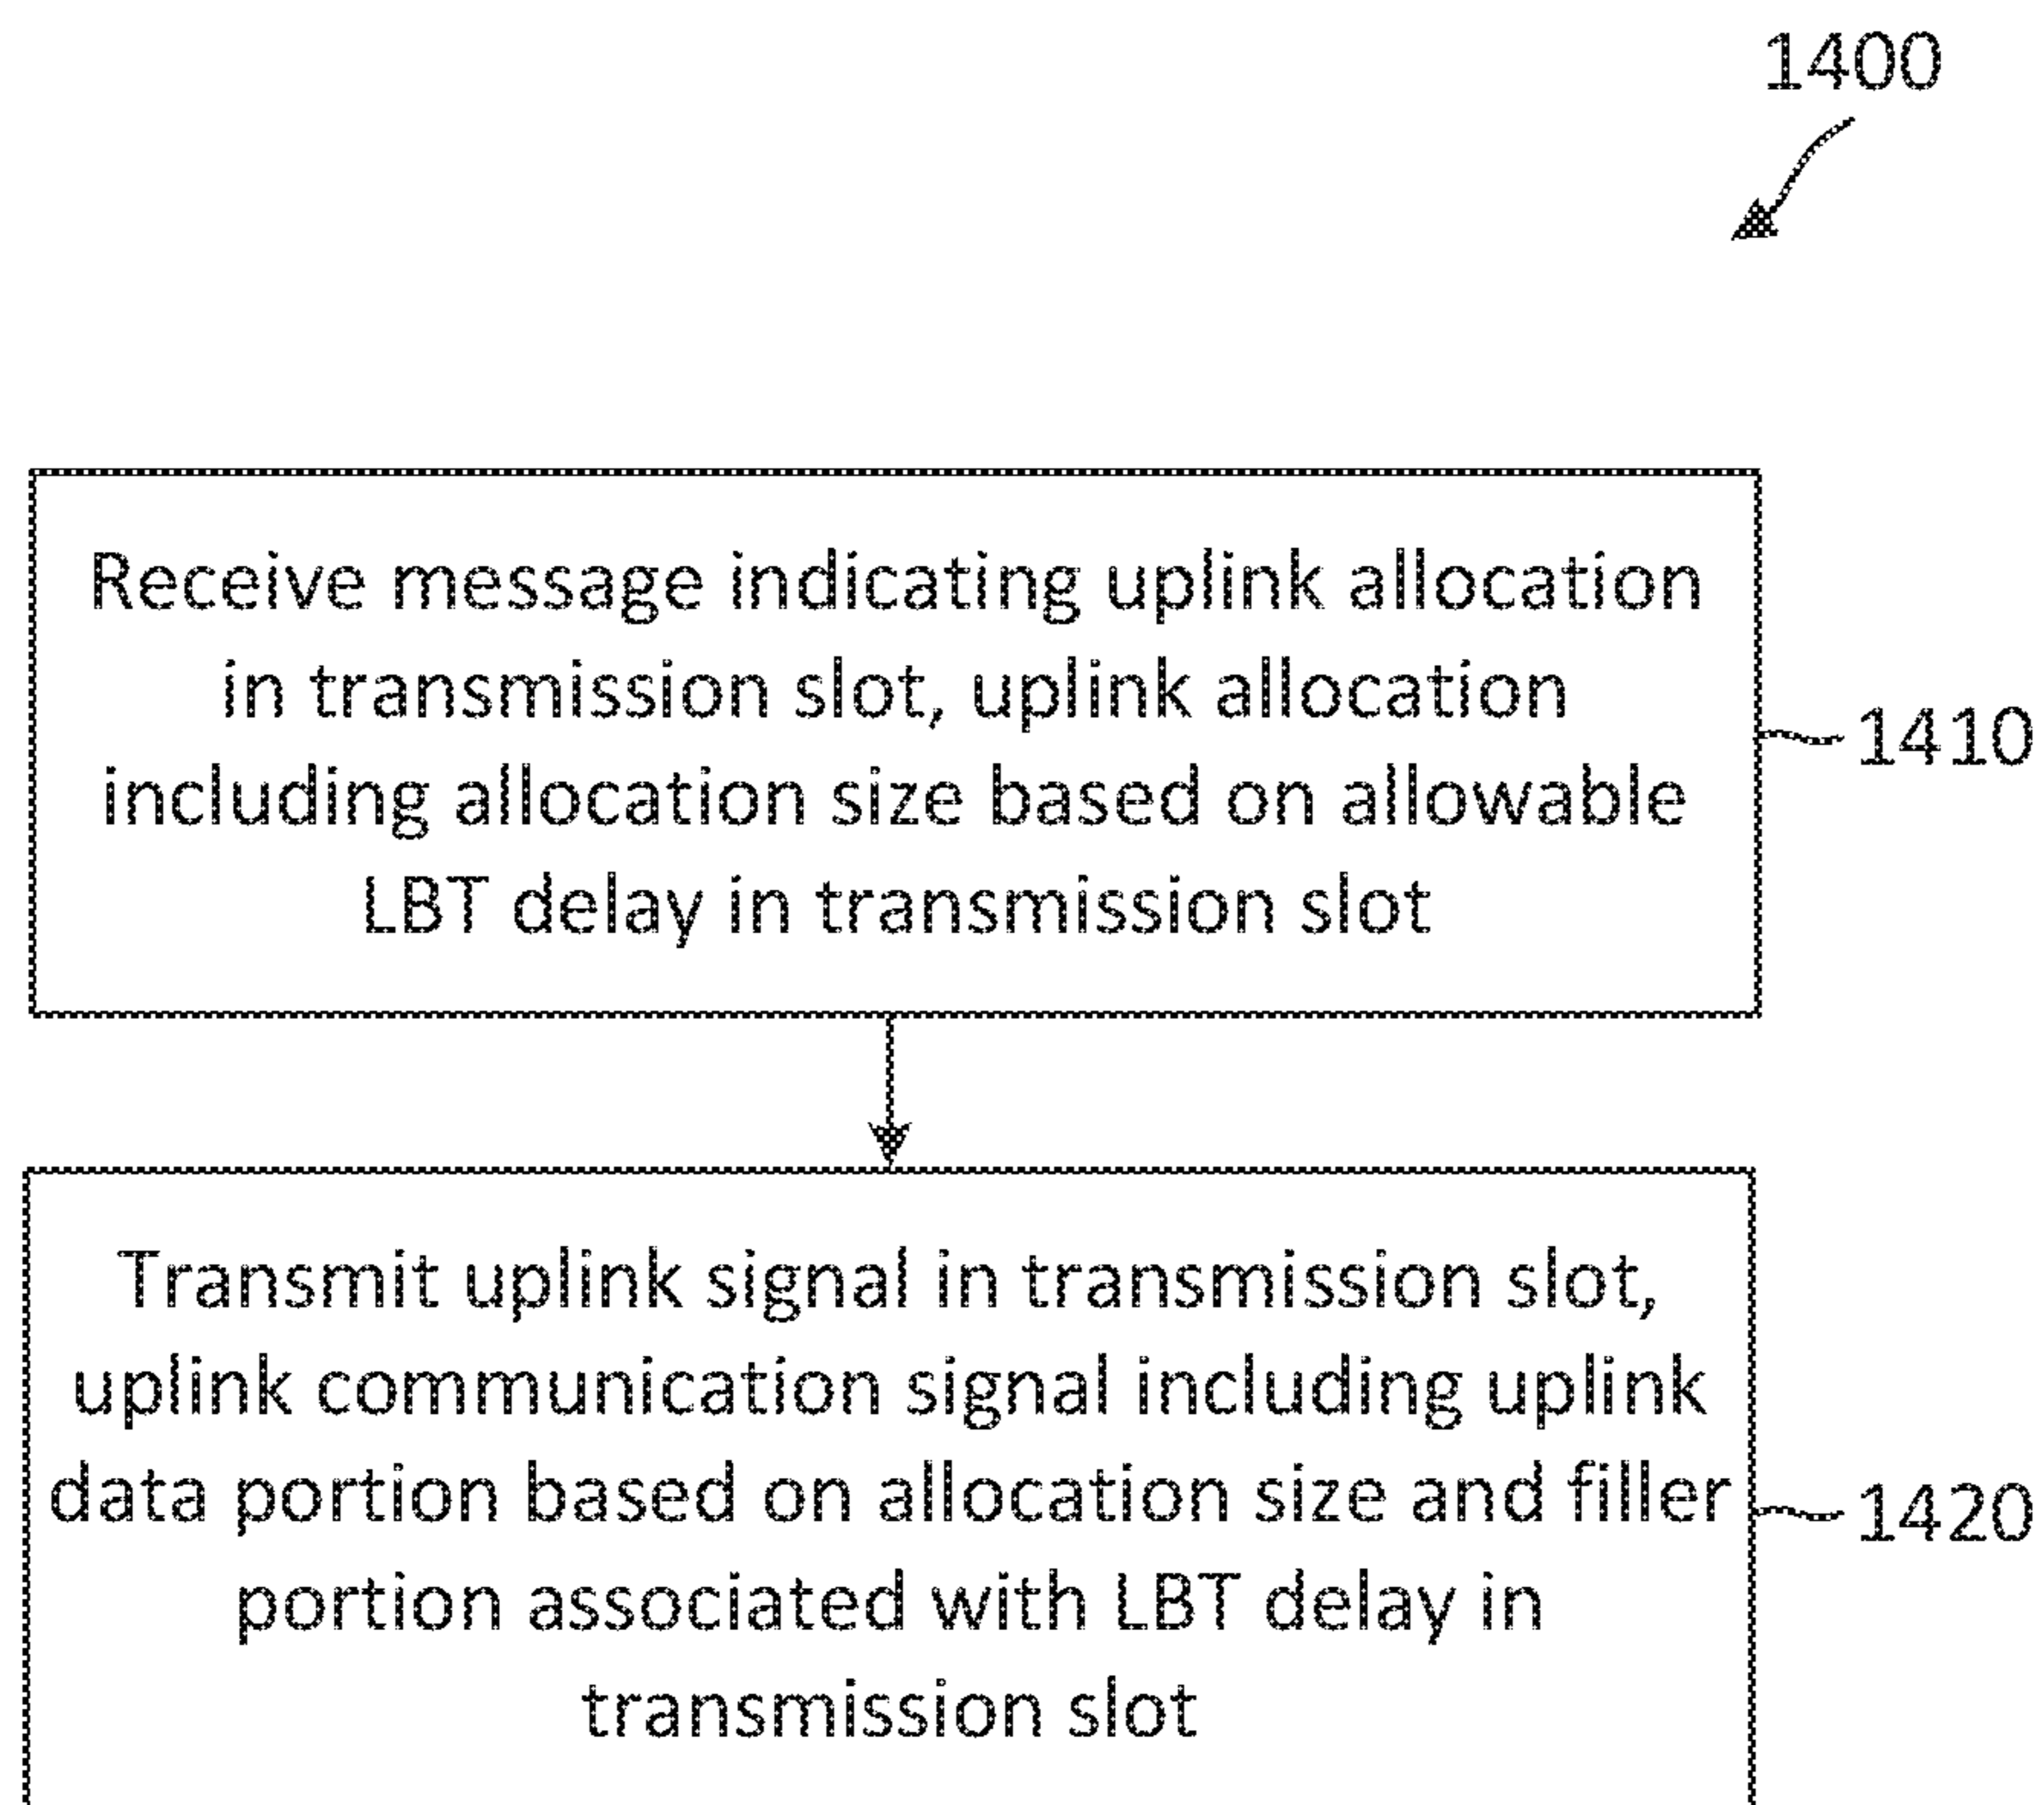 1400
Receive message indicating uplink allocation
in transmission slot, uplink allocation
including allocation size based on allowable
LBT delay in transmission slot
1410
Transmit uplink signal in transmission slot,
uplink communication signal including uplink
data portion based on allocation size and filler
portion associated with LBT delay in
transmission slot
1420